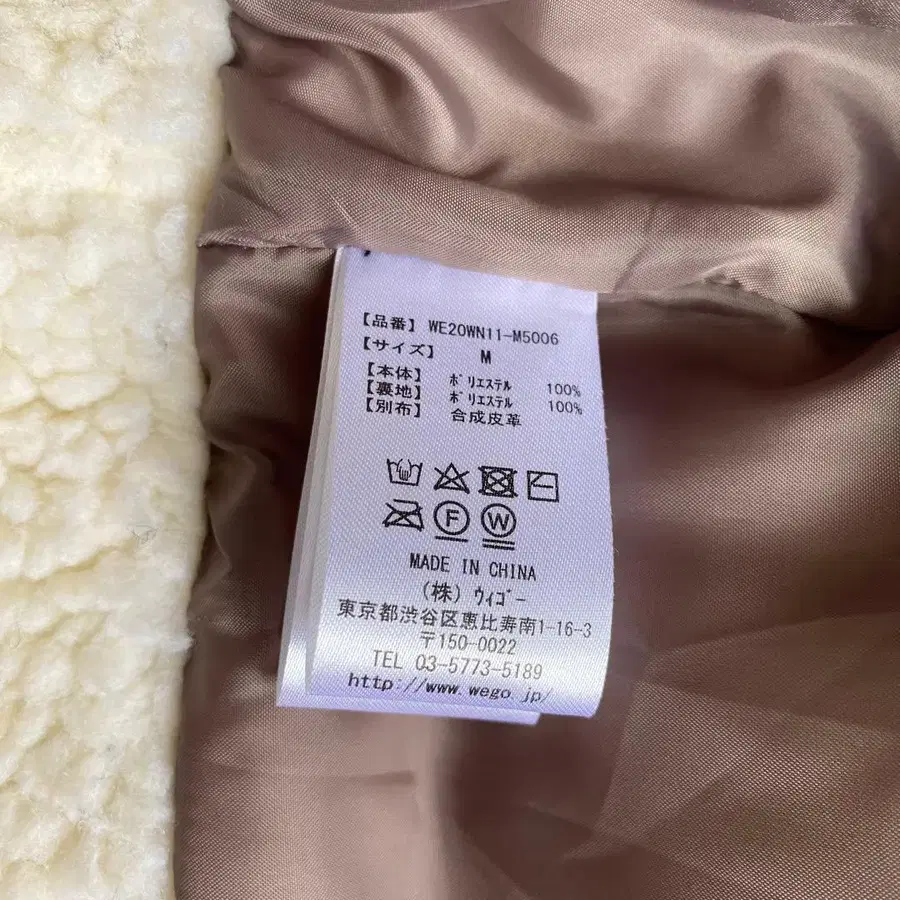 【品番】 WE20WN11-M5006
【サイズ】 M
【本体】 ポリエステル 100%
【裏地】 ポリエステル 100%
【別布】 合成皮革
F W
MADE IN CHINA
(株) ウィゴー
東京都渋谷区恵比寿南1-16-3
〒150-0022
TEL 03-5773-5189
http://www.wego.jp/